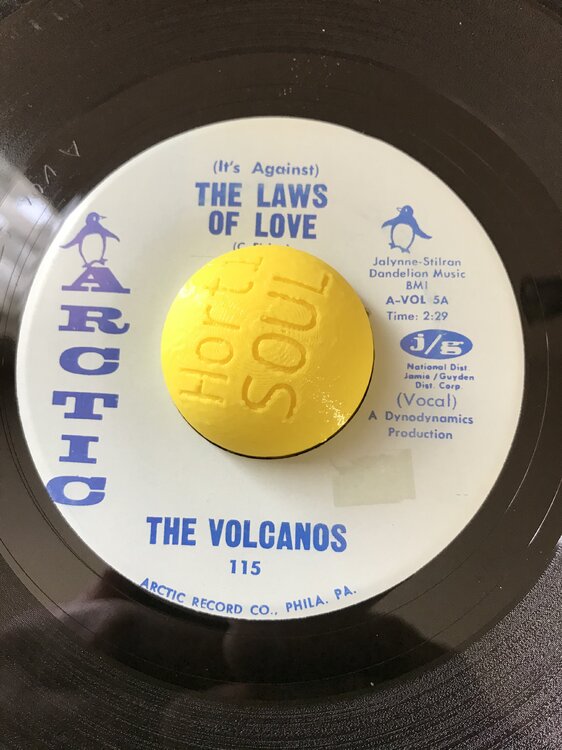 (It's Against)
THE LAWS
OF LOVE
ARCTIC
Jalynne-Stilran
Dandelion Music
BMI
A-VOL 5A
Time: 2:29
j/g
National Dist.
Jamie/Guyden
Dist. Corp
(Vocal)
A Dynodynamics
Production
Horti
SOUL
THE VOLCANOS
115
ARCTIC RECORD CO., PHILA. PA.